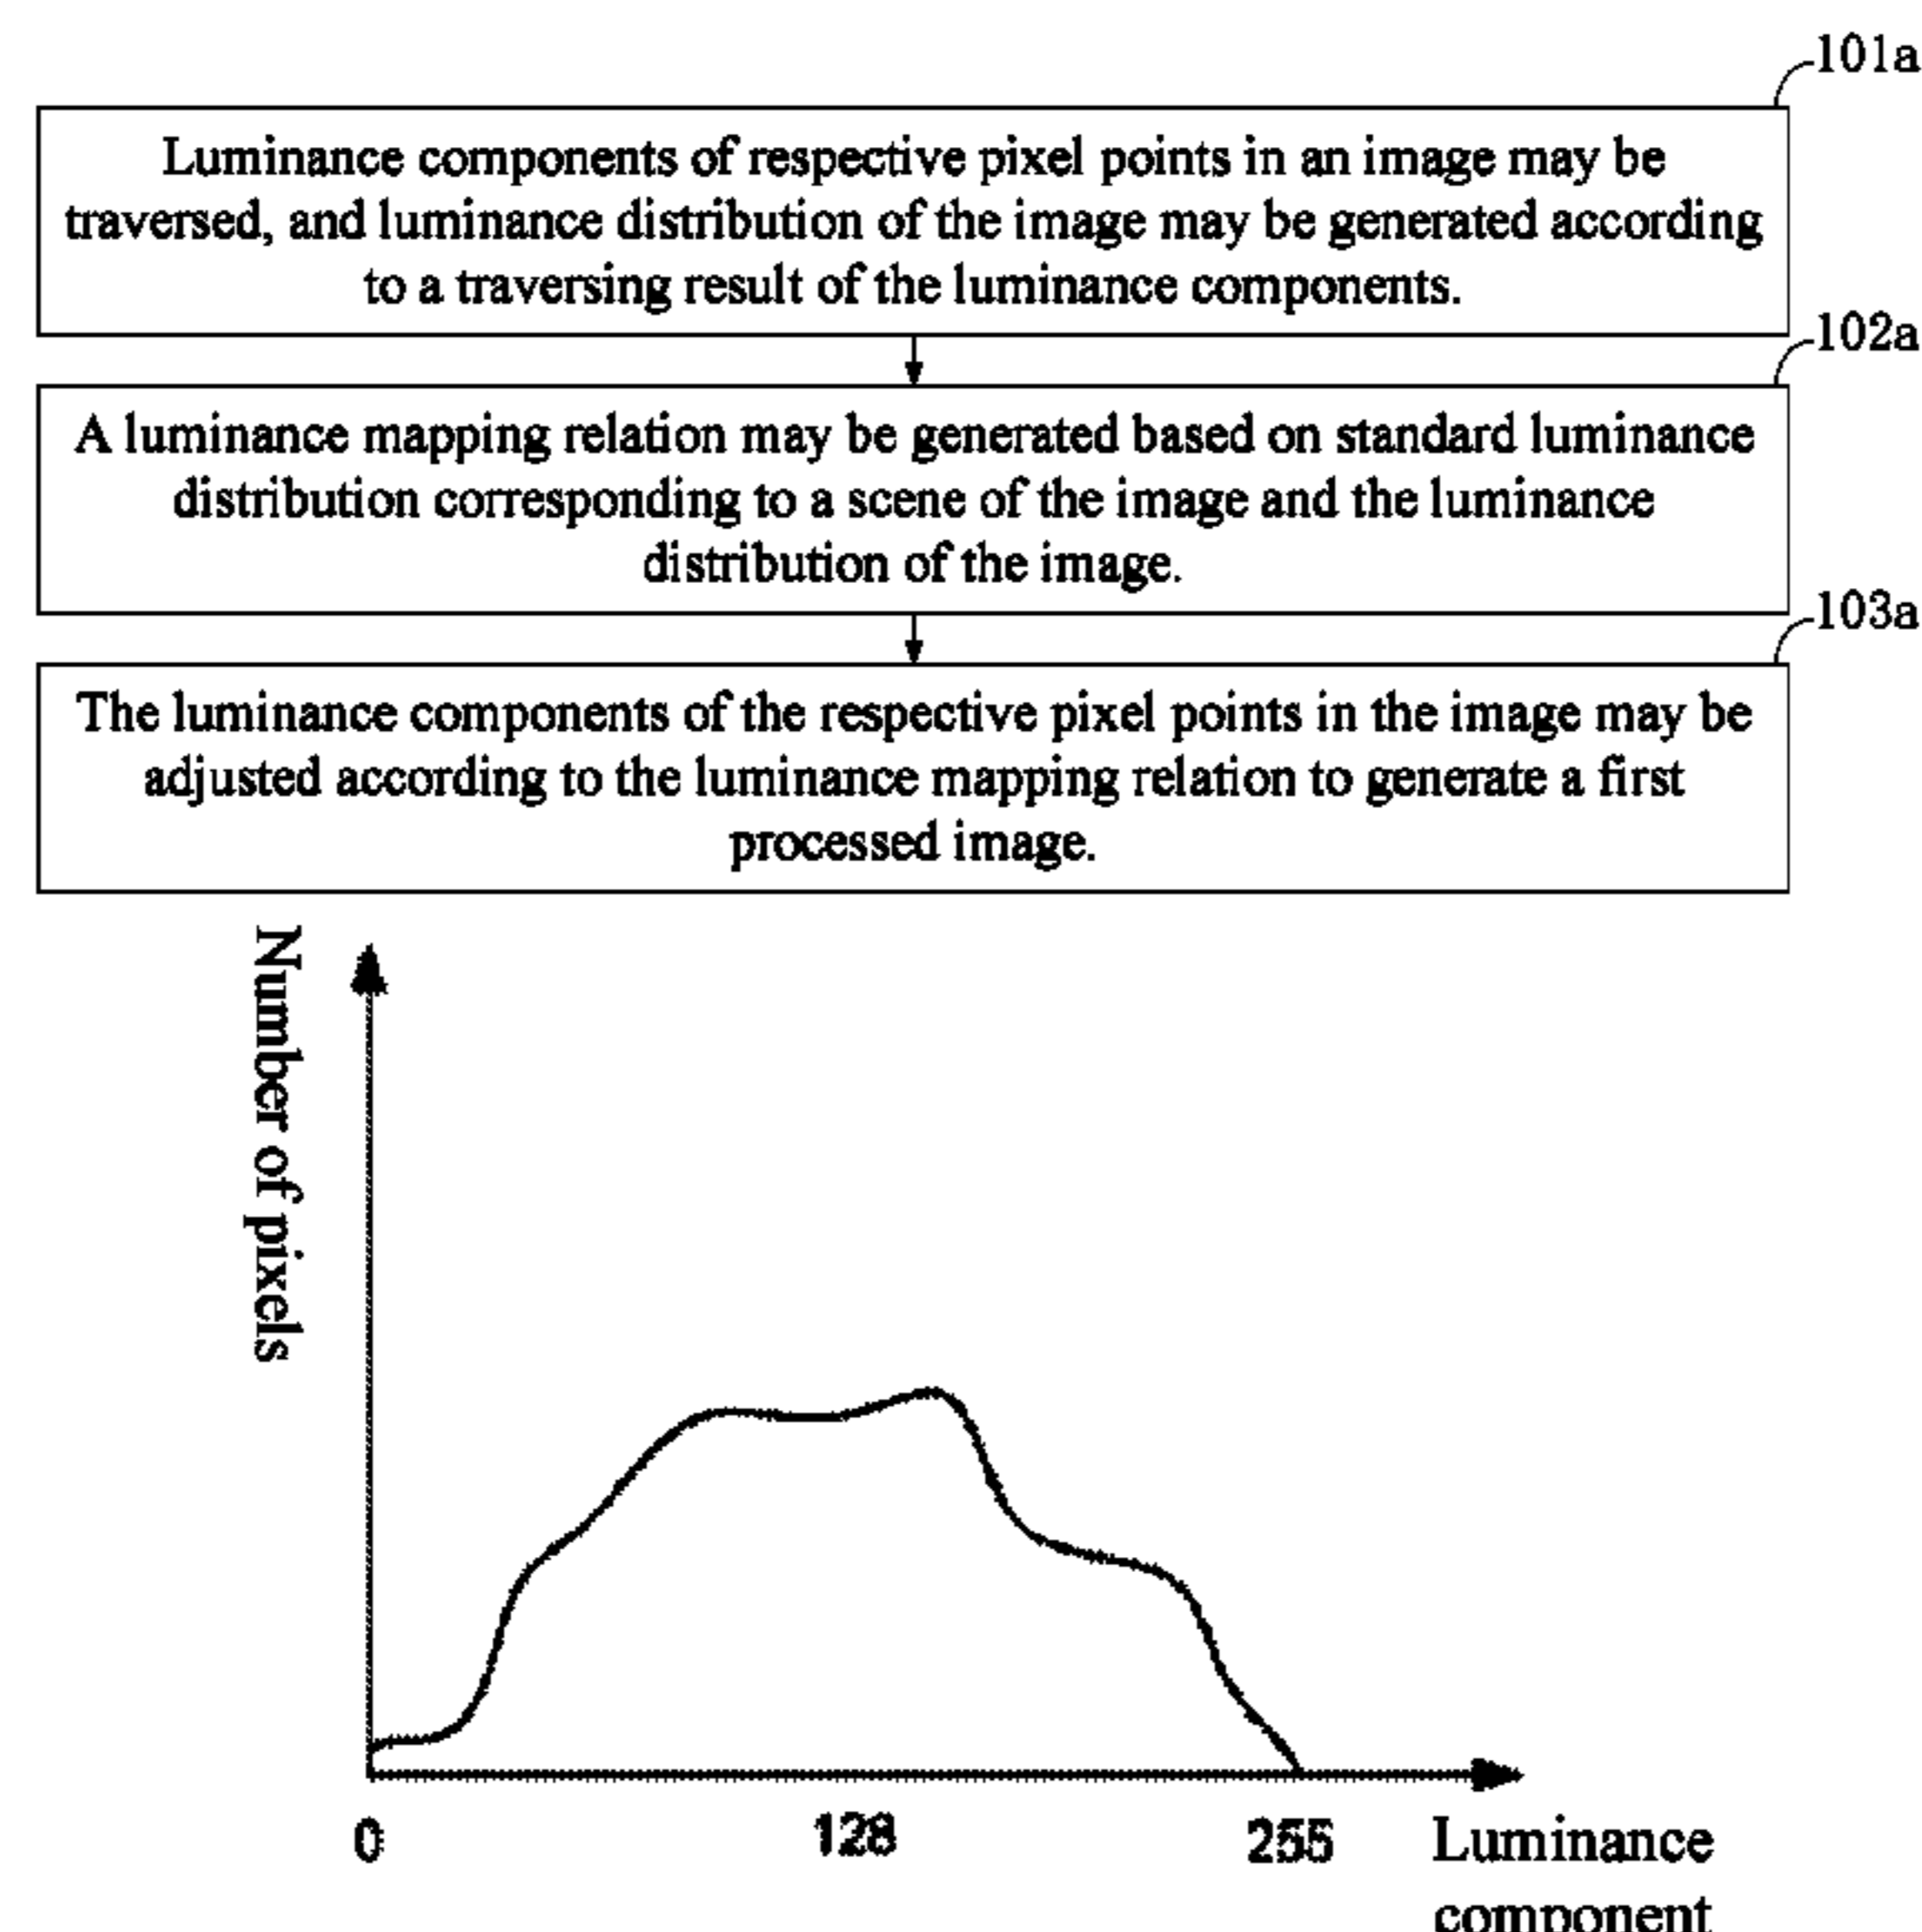 101a
Luminance components of respective pixel points in an image may be
traversed, and luminance distribution of the image may be generated according
to a traversing result of the luminance components.
102a
A luminance mapping relation may be generated based on standard luminance
distribution corresponding to a scene of the image and the luminance
distribution of the image.
103a
The luminance components of the respective pixel points in the image may be
adjusted according to the luminance mapping relation to generate a first
processed image.
Number of pixels
0
128
255
Luminance
component